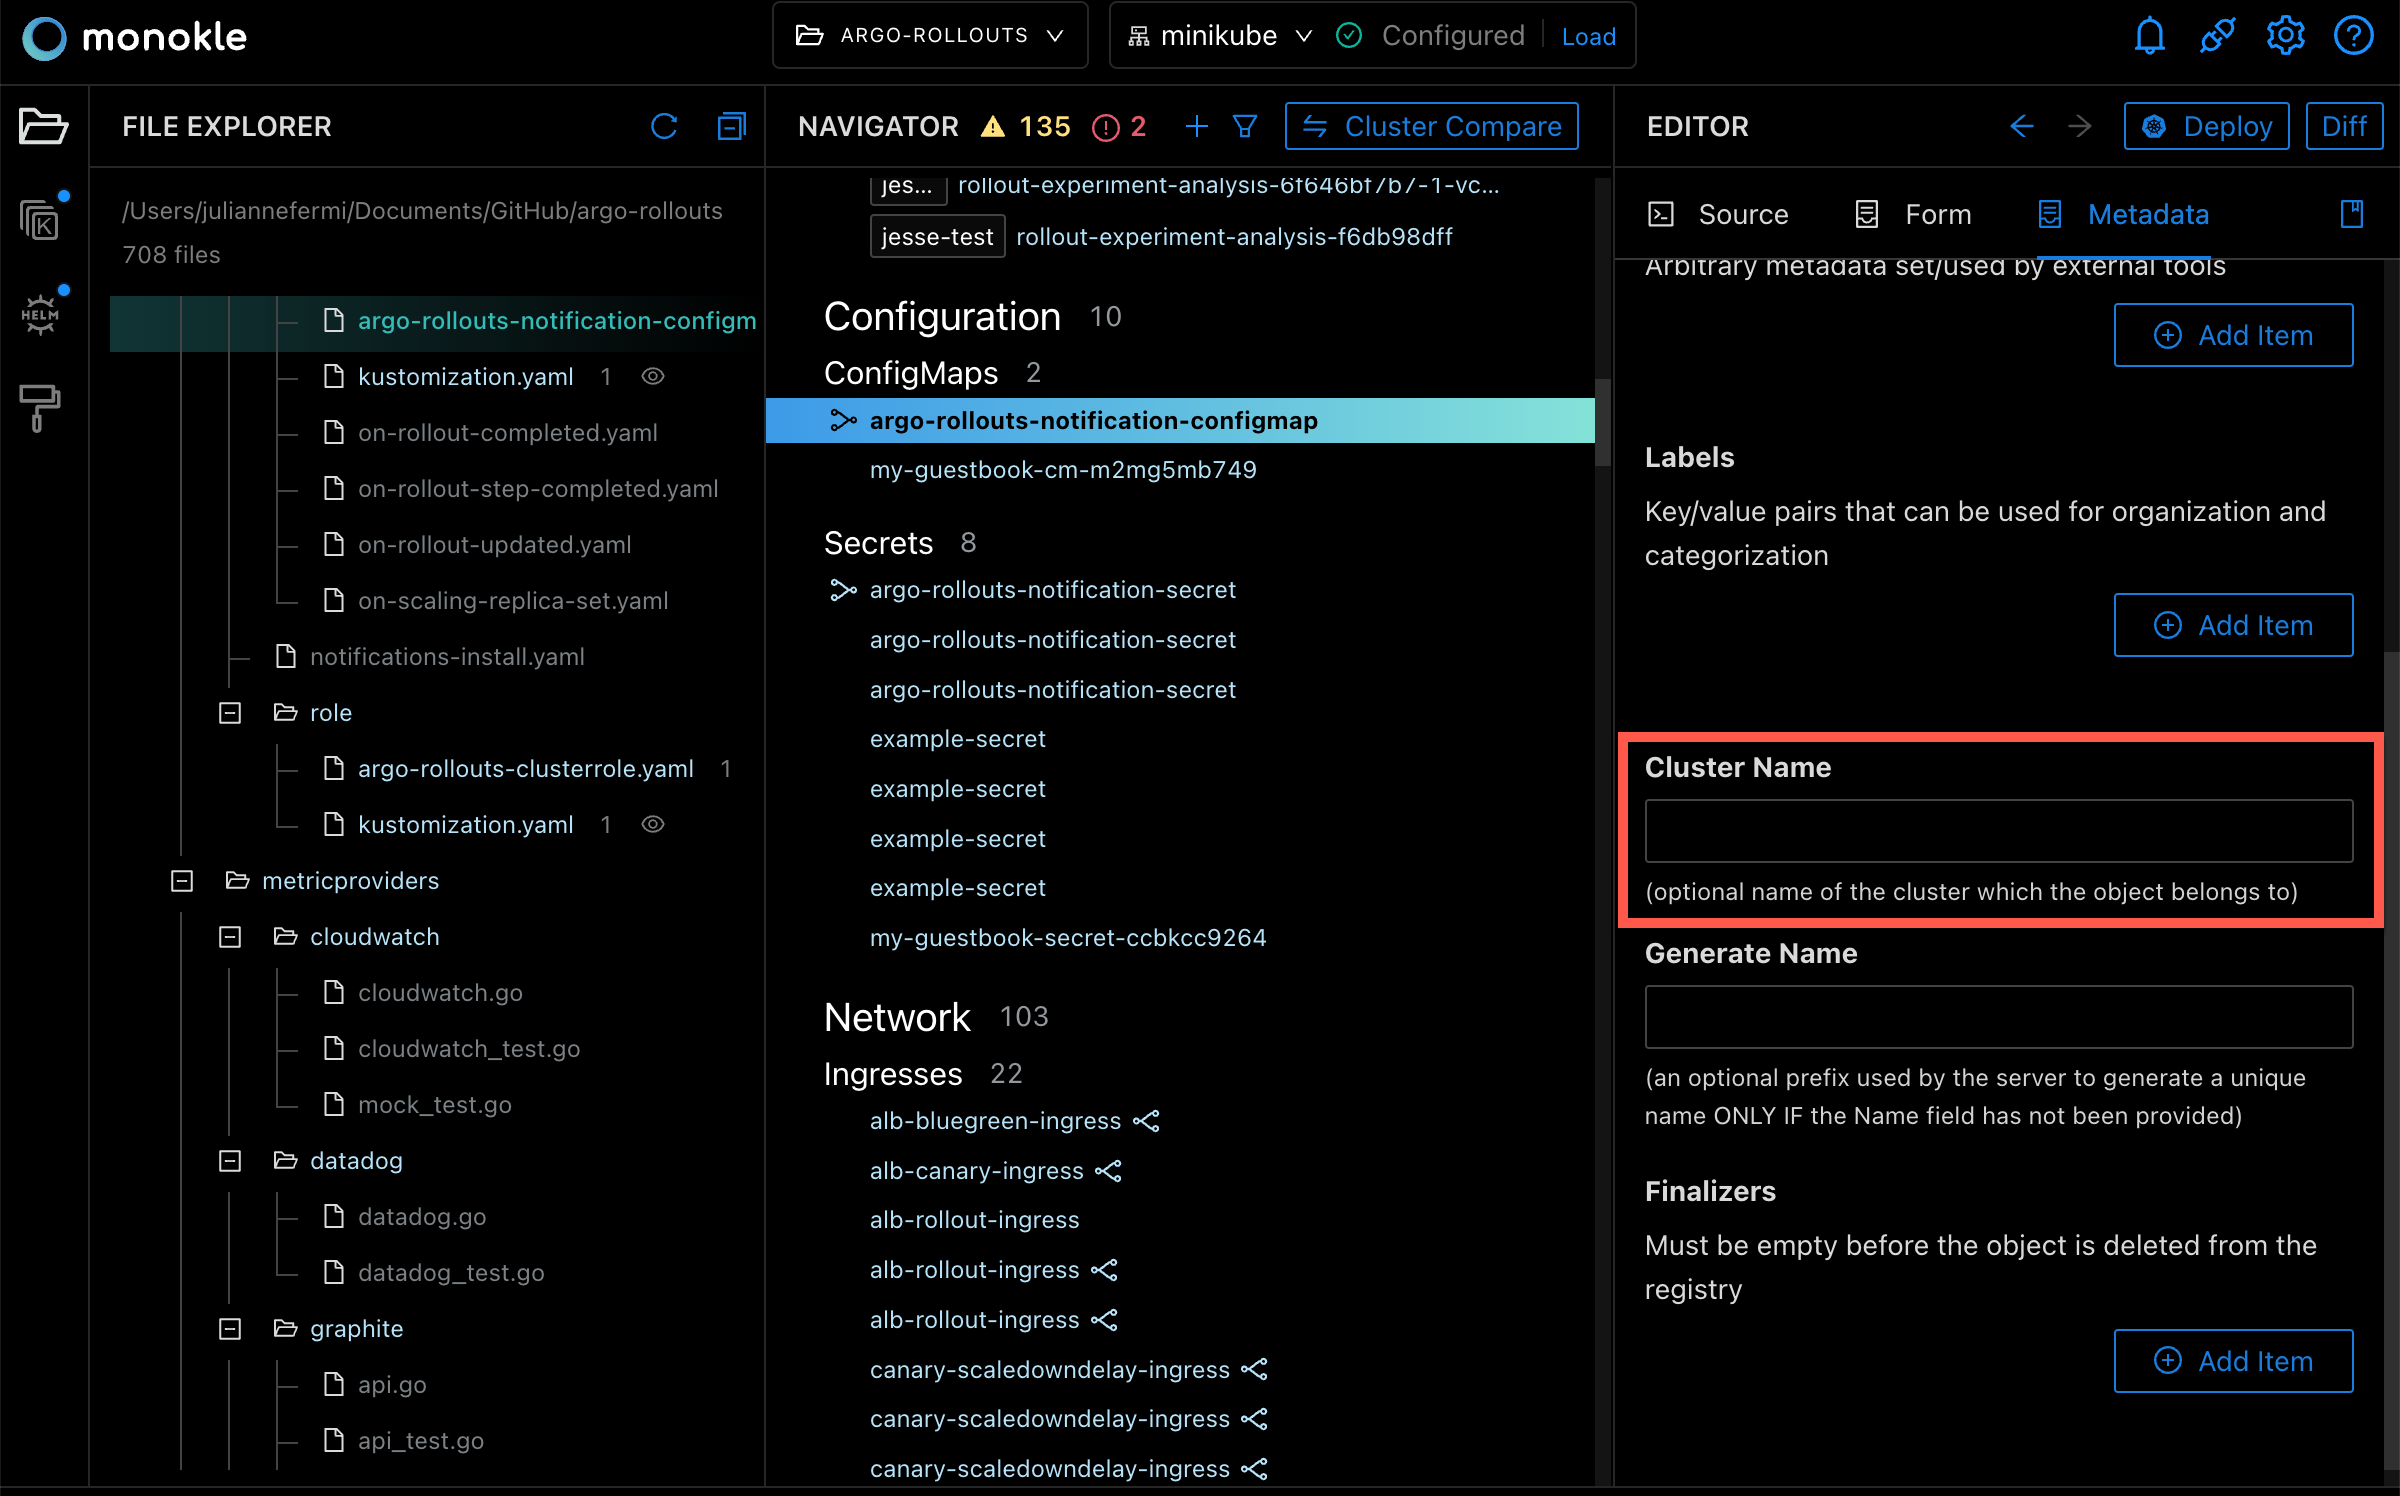 monokle
ARGO-ROLLOUTS
minikube
Configured
Load
FILE EXPLORER
/Users/juliannefermi/Documents/GitHub/argo-rollouts
708 files
argo-rollouts-notification-configm
kustomization.yaml 1
on-rollout-completed.yaml
on-rollout-step-completed.yaml
on-rollout-updated.yaml
on-scaling-replica-set.yaml
notifications-install.yaml
role
argo-rollouts-clusterrole.yaml 1
kustomization.yaml 1
metricproviders
cloudwatch
cloudwatch.go
cloudwatch_test.go
mock_test.go
datadog
datadog.go
datadog_test.go
graphite
api.go
api_test.go
K
HELM
NAVIGATOR 135 2
Cluster Compare
jes... rollout-experiment-analysis-6f646bf7b7-1-vc...
jesse-test rollout-experiment-analysis-f6db98dff
Configuration 10
ConfigMaps 2
argo-rollouts-notification-configmap
my-guestbook-cm-m2mg5mb749
Secrets 8
argo-rollouts-notification-secret
argo-rollouts-notification-secret
argo-rollouts-notification-secret
example-secret
example-secret
example-secret
example-secret
my-guestbook-secret-ccbkcc9264
Network 103
Ingresses 22
alb-bluegreen-ingress
alb-canary-ingress
alb-rollout-ingress
alb-rollout-ingress
alb-rollout-ingress
canary-scaledowndelay-ingress
canary-scaledowndelay-ingress
canary-scaledowndelay-ingress
EDITOR
Deploy
Diff
Source
Form
Metadata
Arbitrary metadata set/used by external tools
Add Item
Labels
Key/value pairs that can be used for organization and
categorization
Add Item
Cluster Name
(optional name of the cluster which the object belongs to)
Generate Name
(an optional prefix used by the server to generate a unique
name ONLY IF the Name field has not been provided)
Finalizers
Must be empty before the object is deleted from the
registry
Add Item